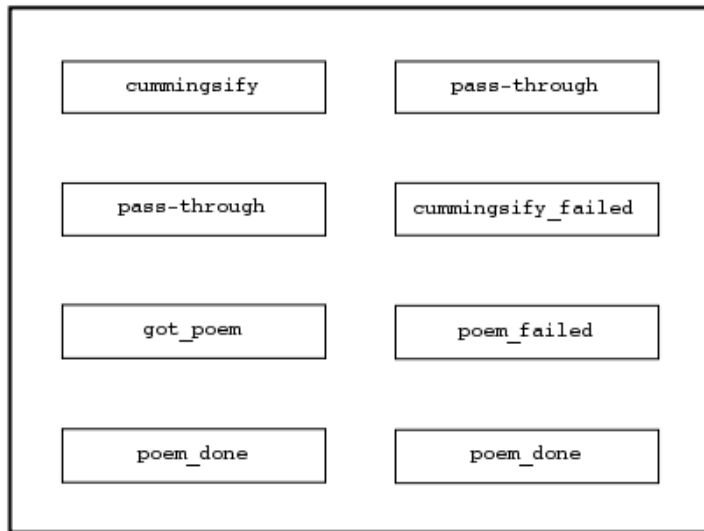 cummingsify pass-through
pass-through cummingsify_failed
got_poem poem_failed
poem_done poem_done